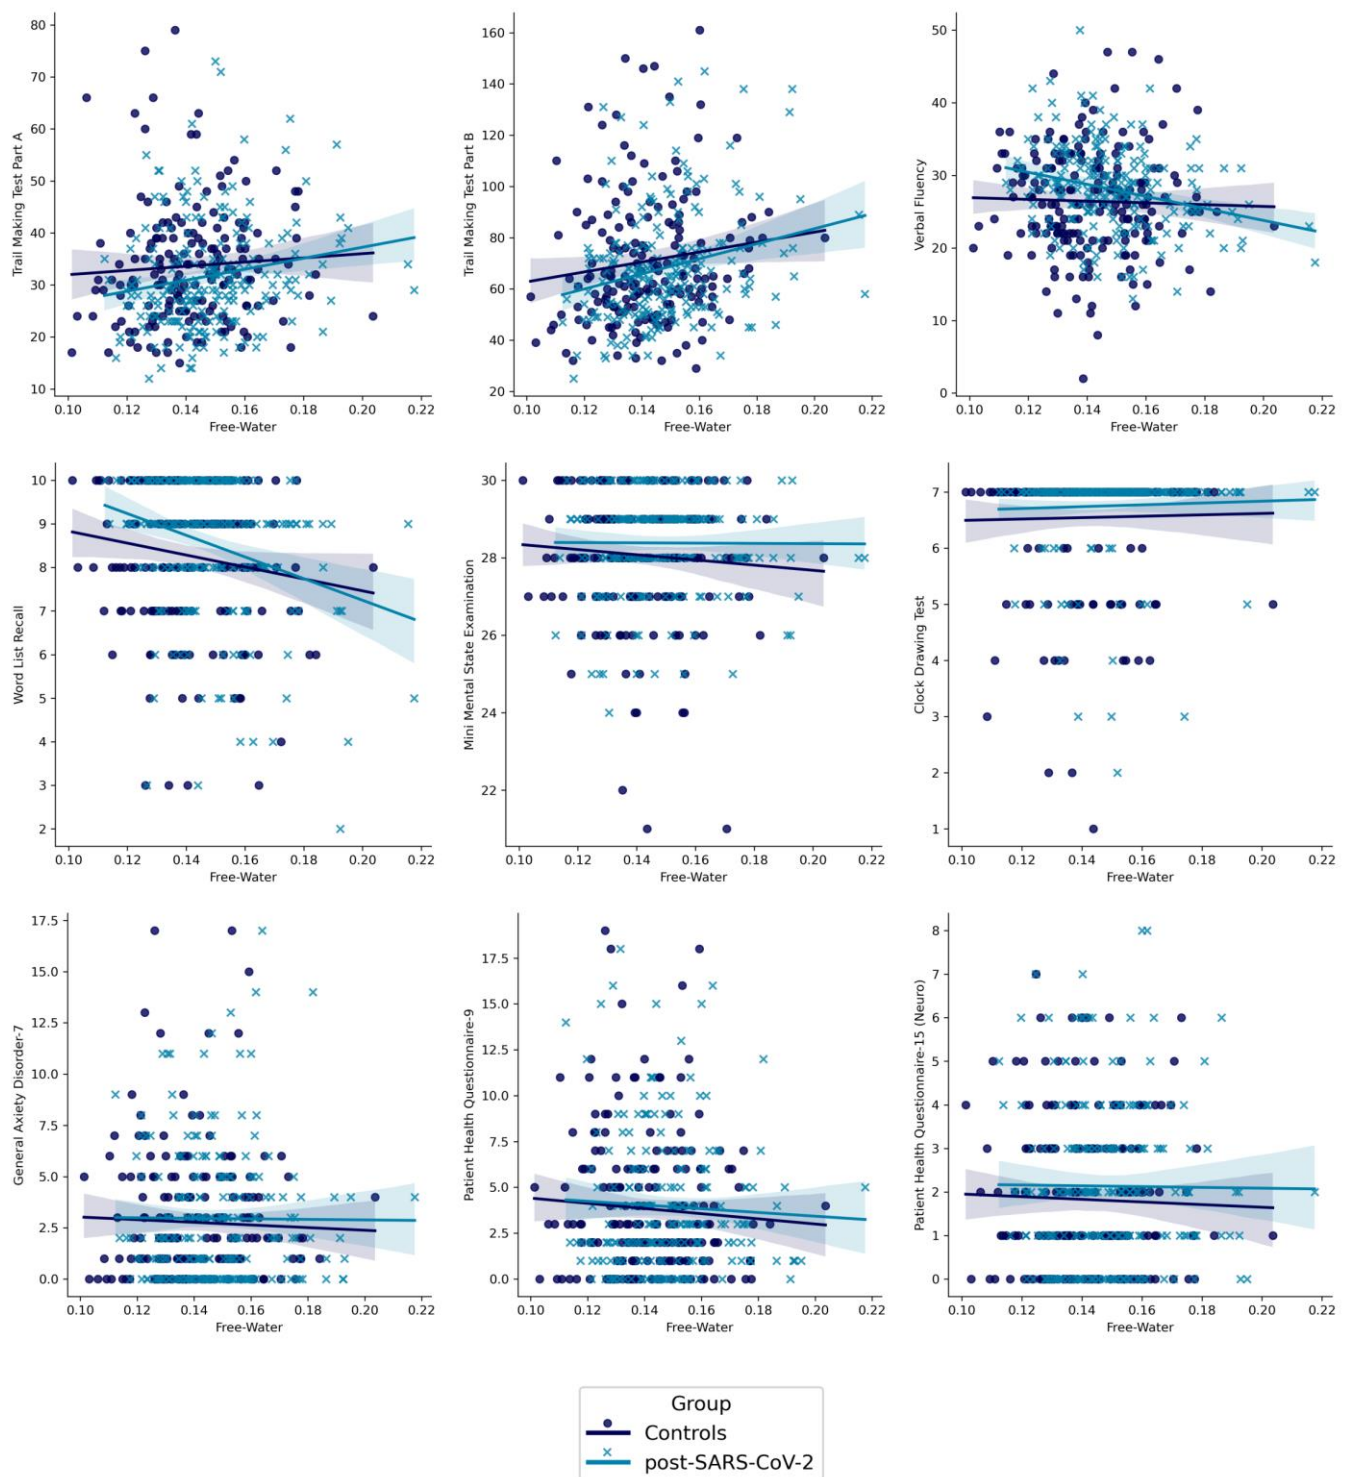 80
70
60
50
40
30
20
10
Trail Making Test Part A
0.10 0.12 0.14 0.16 0.18 0.20 0.22
Free-Water
160
140
120
100
80
60
40
20
Trail Making Test Part B
0.10 0.12 0.14 0.16 0.18 0.20 0.22
Free-Water
50
40
30
20
10
0
Verbal Fluency
0.10 0.12 0.14 0.16 0.18 0.20 0.22
Free-Water
10
9
8
7
6
5
4
3
2
Word List Recall
0.10 0.12 0.14 0.16 0.18 0.20 0.22
Free-Water
30
28
26
24
22
Mini Mental State Examination
0.10 0.12 0.14 0.16 0.18 0.20 0.22
Free-Water
7
6
5
4
3
2
1
Clock Drawing Test
0.10 0.12 0.14 0.16 0.18 0.20 0.22
Free-Water
17.5
15.0
12.5
10.0
7.5
5.0
2.5
0.0
General Axiety Disorder-7
0.10 0.12 0.14 0.16 0.18 0.20 0.22
Free-Water
17.5
15.0
12.5
10.0
7.5
5.0
2.5
0.0
Patient Health Questionnaire-9
0.10 0.12 0.14 0.16 0.18 0.20 0.22
Free-Water
8
7
6
5
4
3
2
1
0
Patient Health Questionnaire-15 (Neuro)
0.10 0.12 0.14 0.16 0.18 0.20 0.22
Free-Water
Group
Controls
post-SARS-CoV-2